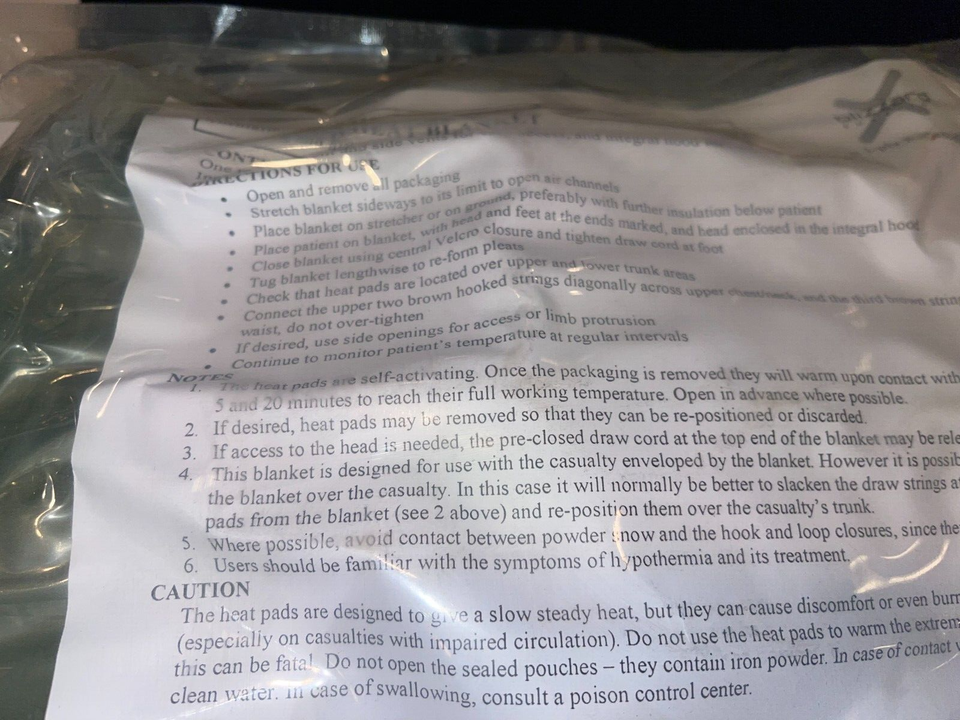 DIRECTIONS FOR USE
• Open and remove all packaging
• Stretch blanket sideways to its limit to open air channels
• Place blanket on stretcher or on ground, preferably with further insulation below patient
• Place patient on blanket, with head and feet at the ends marked, and head enclosed in the integral hood
• Close blanket using central Velcro closure and tighten draw cord at foot
• Tug blanket lengthwise to re-form pleats
• Check that heat pads are located over upper and lower trunk areas
• Connect the upper two brown hooked strings diagonally across upper chest/neck, and the third brown string
waist, do not over-tighten
• If desired, use side openings for access or limb protrusion
• Continue to monitor patient's temperature at regular intervals
NOTES
1. The heat pads are self-activating. Once the packaging is removed they will warm upon contact with
5 and 20 minutes to reach their full working temperature. Open in advance where possible.
2. If desired, heat pads may be removed so that they can be re-positioned or discarded.
3. If access to the head is needed, the pre-closed draw cord at the top end of the blanket may be rele
4. This blanket is designed for use with the casualty enveloped by the blanket. However it is possib
the blanket over the casualty. In this case it will normally be better to slacken the draw strings a
pads from the blanket (see 2 above) and re-position them over the casualty's trunk.
5. Where possible, avoid contact between powder snow and the hook and loop closures, since the
6. Users should be familiar with the symptoms of hypothermia and its treatment.
CAUTION
The heat pads are designed to give a slow steady heat, but they can cause discomfort or even burn
(especially on casualties with impaired circulation). Do not use the heat pads to warm the extrem
this can be fatal. Do not open the sealed pouches – they contain iron powder. In case of contact w
clean water. In case of swallowing, consult a poison control center.